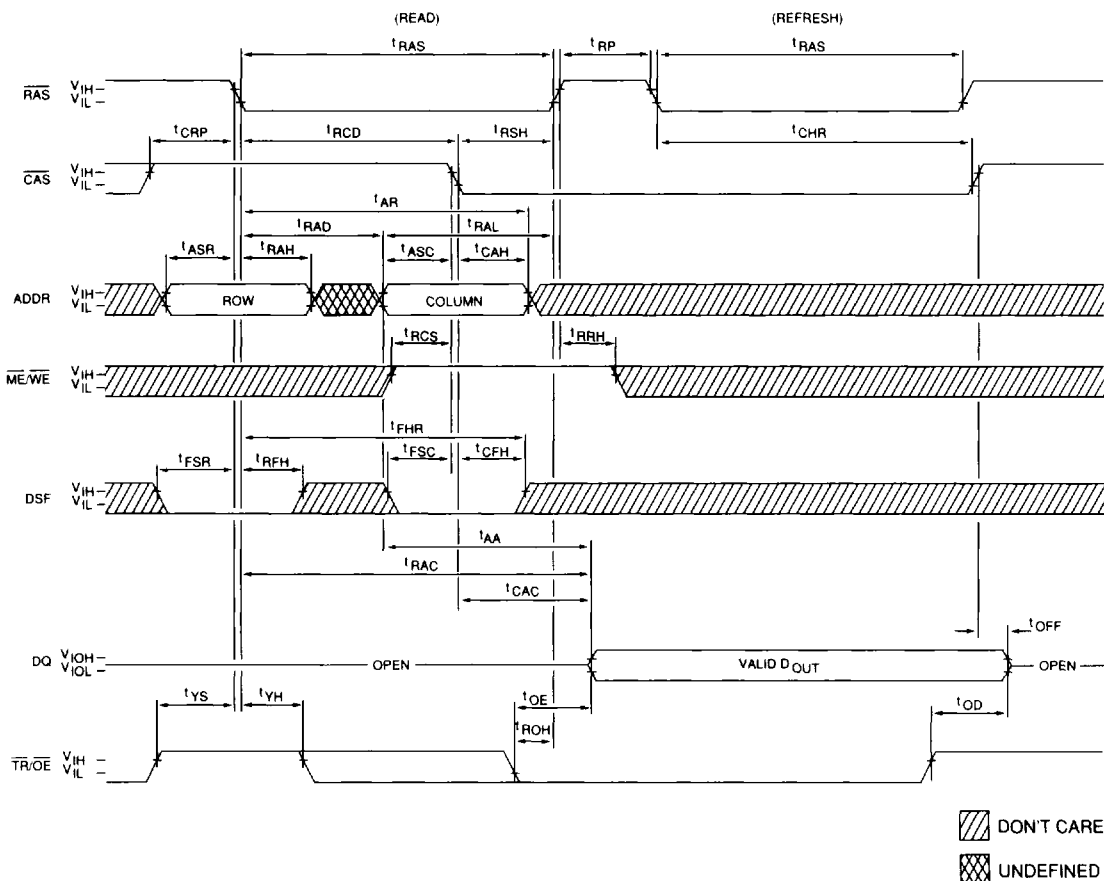 (READ) (REFRESH)
tRAS tRP tRAS
RAS VIH VIL
tCRP tRCD tRSH tCHR
CAS VIH VIL
tAR
tRAD tRAL
tASR tRAH tASC tCAH
ADDR VIH VIL ROW COLUMN
tRCS tRRH
ME/WE VIH VIL
tFHR
tFSR tRFH tFSC tCFH
DSF VIH VIL
tAA
tRAC
tCAC
tOFF
DQ VIOH VIOL OPEN VALID DOUT OPEN
tYS tYH tOE tOD
tROH
TR/OE VIH VIL
DON'T CARE
UNDEFINED